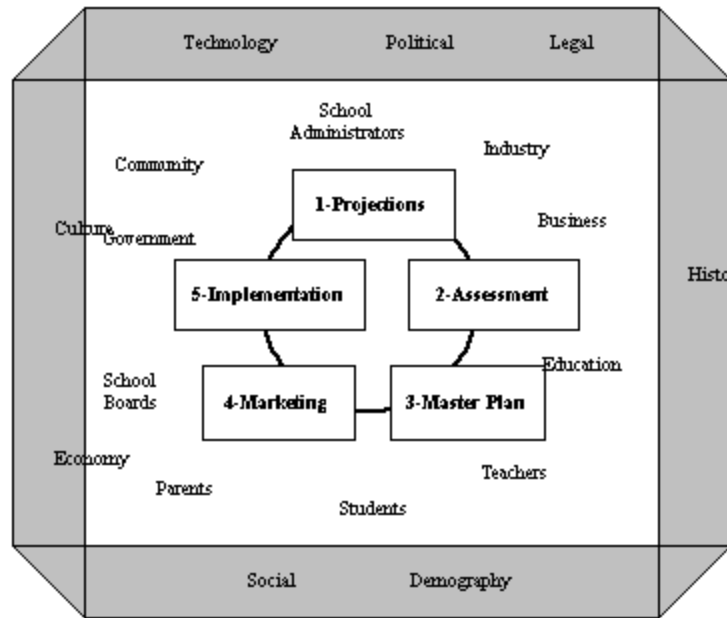 Technology Political Legal
School
Administrators
Industry
Community
1-Projections
Business
Culture
Government
Histo
5-Implementation
2-Assessment
Education
School
Boards
4-Marketing
3-Master Plan
Economy
Teachers
Parents
Students
Social Demography